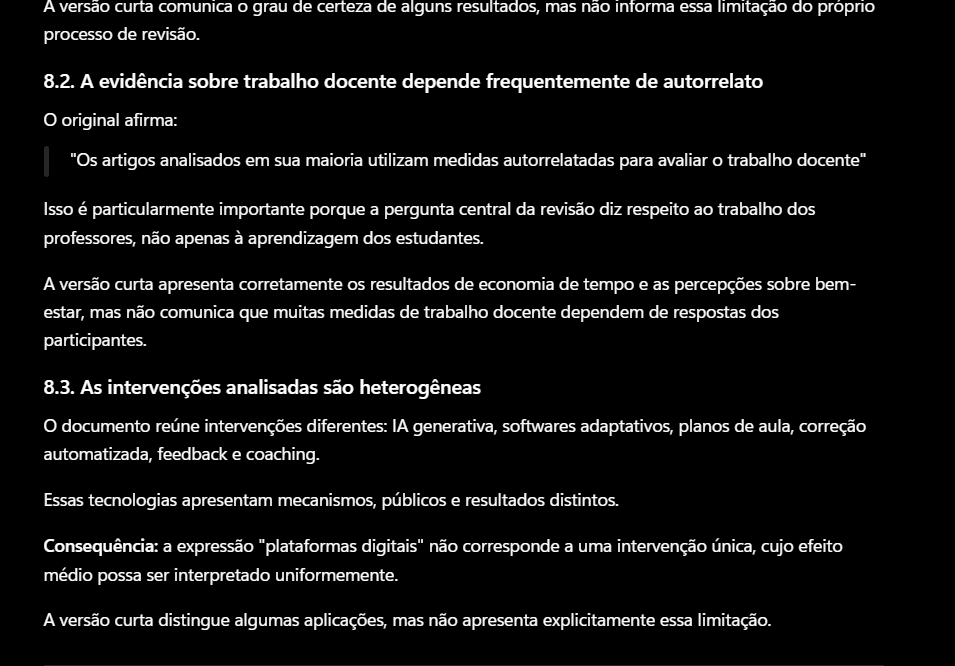 A versão curta comunica o grau de certeza de alguns resultados, mas não informa essa limitação do próprio
processo de revisão.
8.2. A evidência sobre trabalho docente depende frequentemente de autorrelato
O original afirma:
"Os artigos analisados em sua maioria utilizam medidas autorrelatadas para avaliar o trabalho docente"
Isso é particularmente importante porque a pergunta central da revisão diz respeito ao trabalho dos
professores, não apenas à aprendizagem dos estudantes.
A versão curta apresenta corretamente os resultados de economia de tempo e as percepções sobre bem-
estar, mas não comunica que muitas medidas de trabalho docente dependem de respostas dos
participantes.
8.3. As intervenções analisadas são heterogêneas
O documento reúne intervenções diferentes: IA generativa, softwares adaptativos, planos de aula, correção
automatizada, feedback e coaching.
Essas tecnologias apresentam mecanismos, públicos e resultados distintos.
Consequência: a expressão "plataformas digitais" não corresponde a uma intervenção única, cujo efeito
médio possa ser interpretado uniformemente.
A versão curta distingue algumas aplicações, mas não apresenta explicitamente essa limitação.